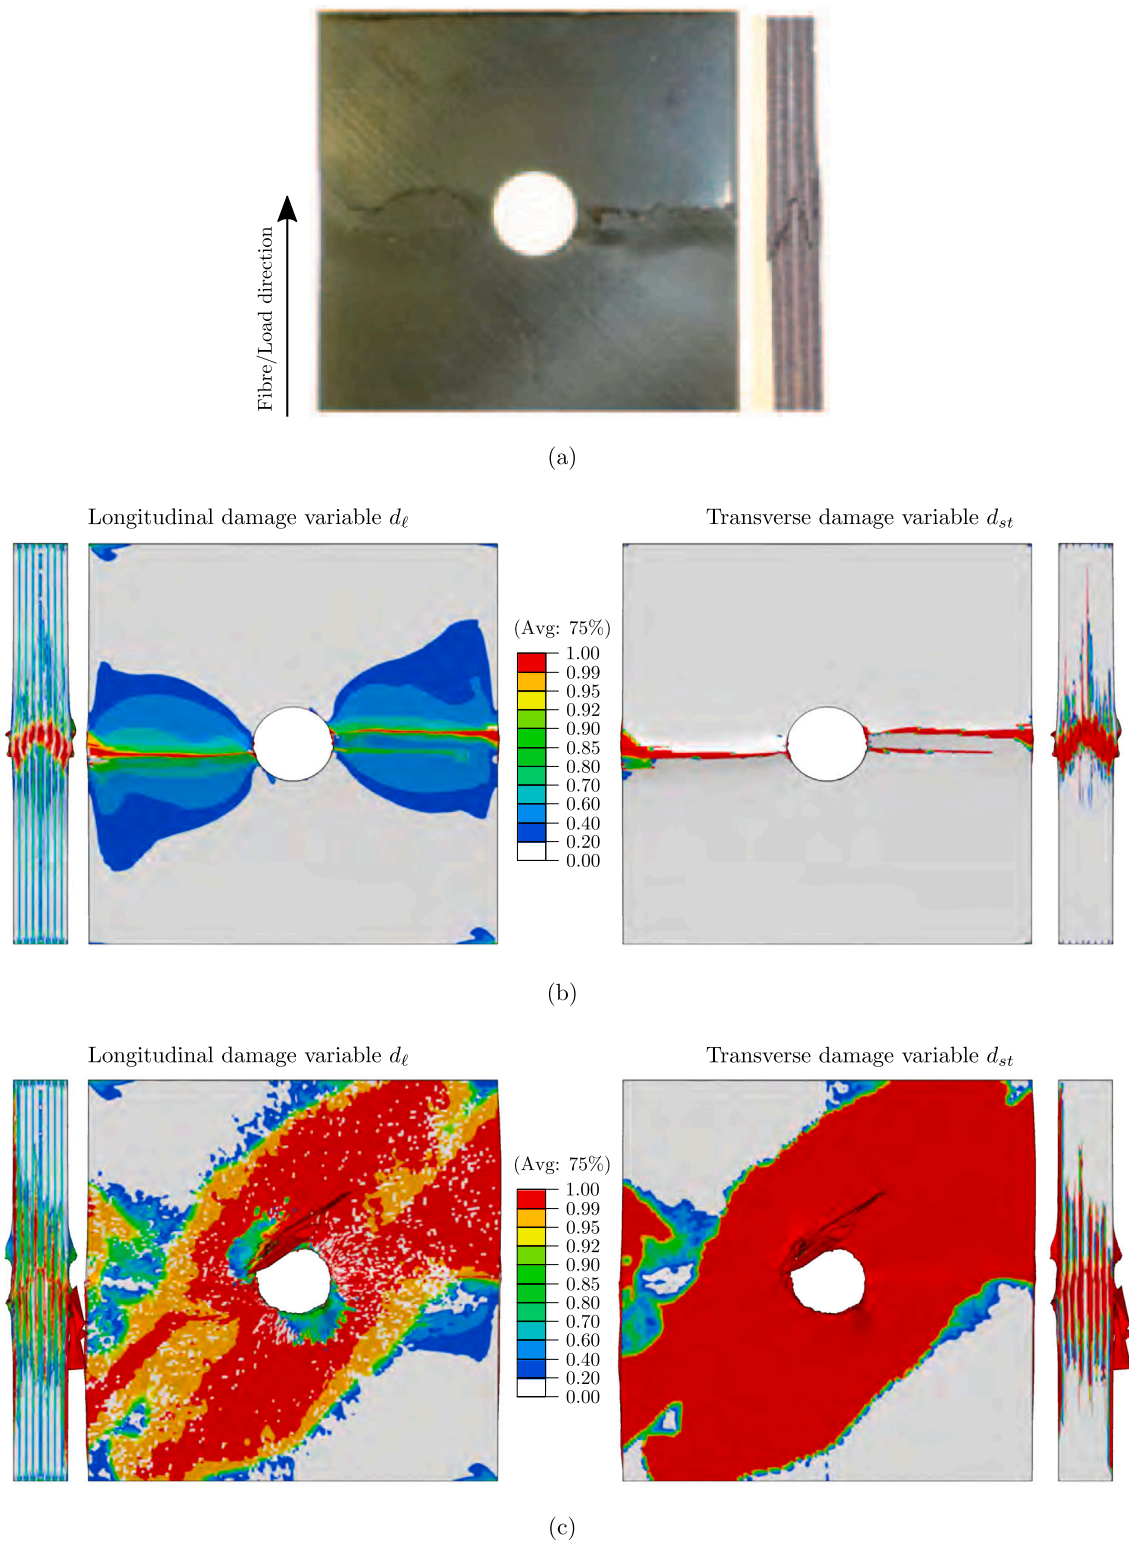 Fibre/Load direction
(a)
Longitudinal damage variable dℓ
Transverse damage variable dst
(Avg: 75%)
1.00
0.99
0.95
0.92
0.90
0.85
0.80
0.70
0.60
0.40
0.20
0.00
(b)
Longitudinal damage variable dℓ
Transverse damage variable dst
(Avg: 75%)
1.00
0.99
0.95
0.92
0.90
0.85
0.80
0.70
0.60
0.40
0.20
0.00
(c)